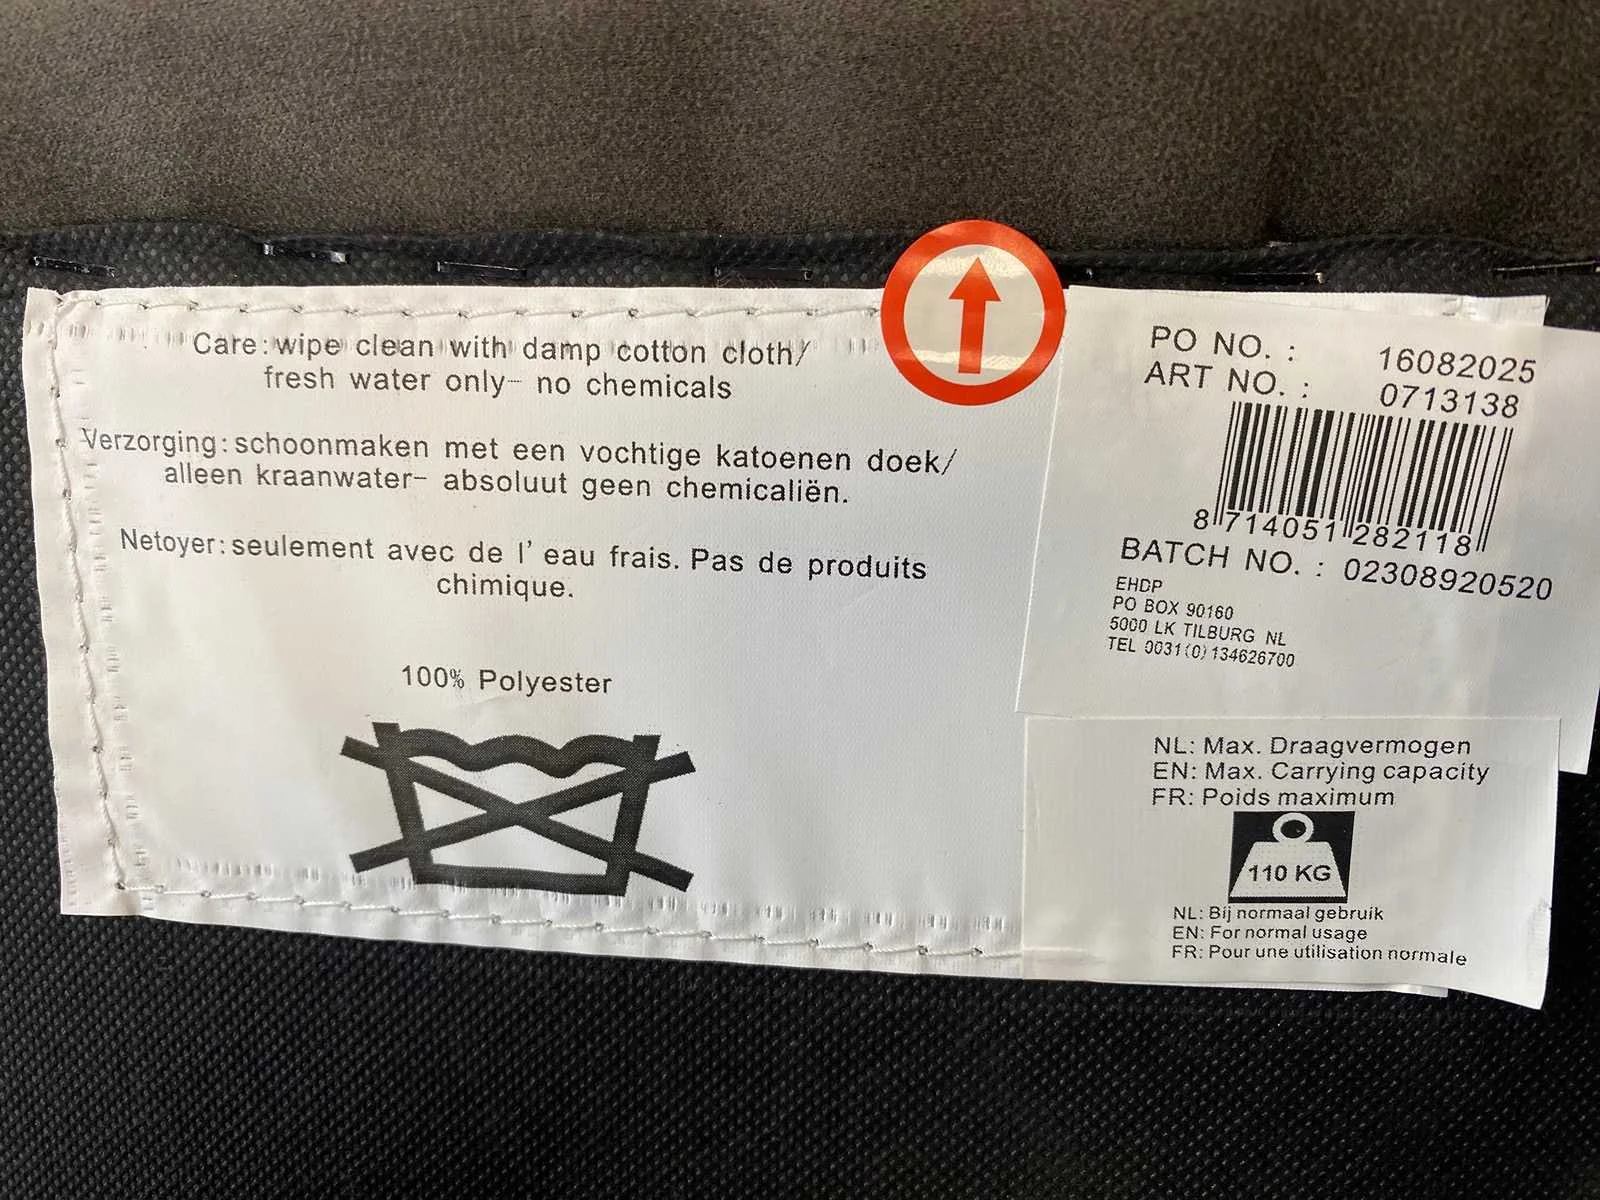 Care: wipe clean with damp cotton cloth/
fresh water only- no chemicals
Verzorging: schoonmaken met een vochtige katoenen doek/
alleen kraanwater- absoluut geen chemicaliën.
Netoyer: seulement avec de l' eau frais. Pas de produits
chimique.
100% Polyester
PO NO. : 16082025
ART NO. : 0713138
8 714051 282118
BATCH NO. : 02308920520
EHDP
PO BOX 90160
5000 LK TILBURG NL
TEL 0031(0)134626700
NL: Max. Draagvermogen
EN: Max. Carrying capacity
FR: Poids maximum
110 KG
NL: Bij normaal gebruik
EN: For normal usage
FR: Pour une utilisation normale